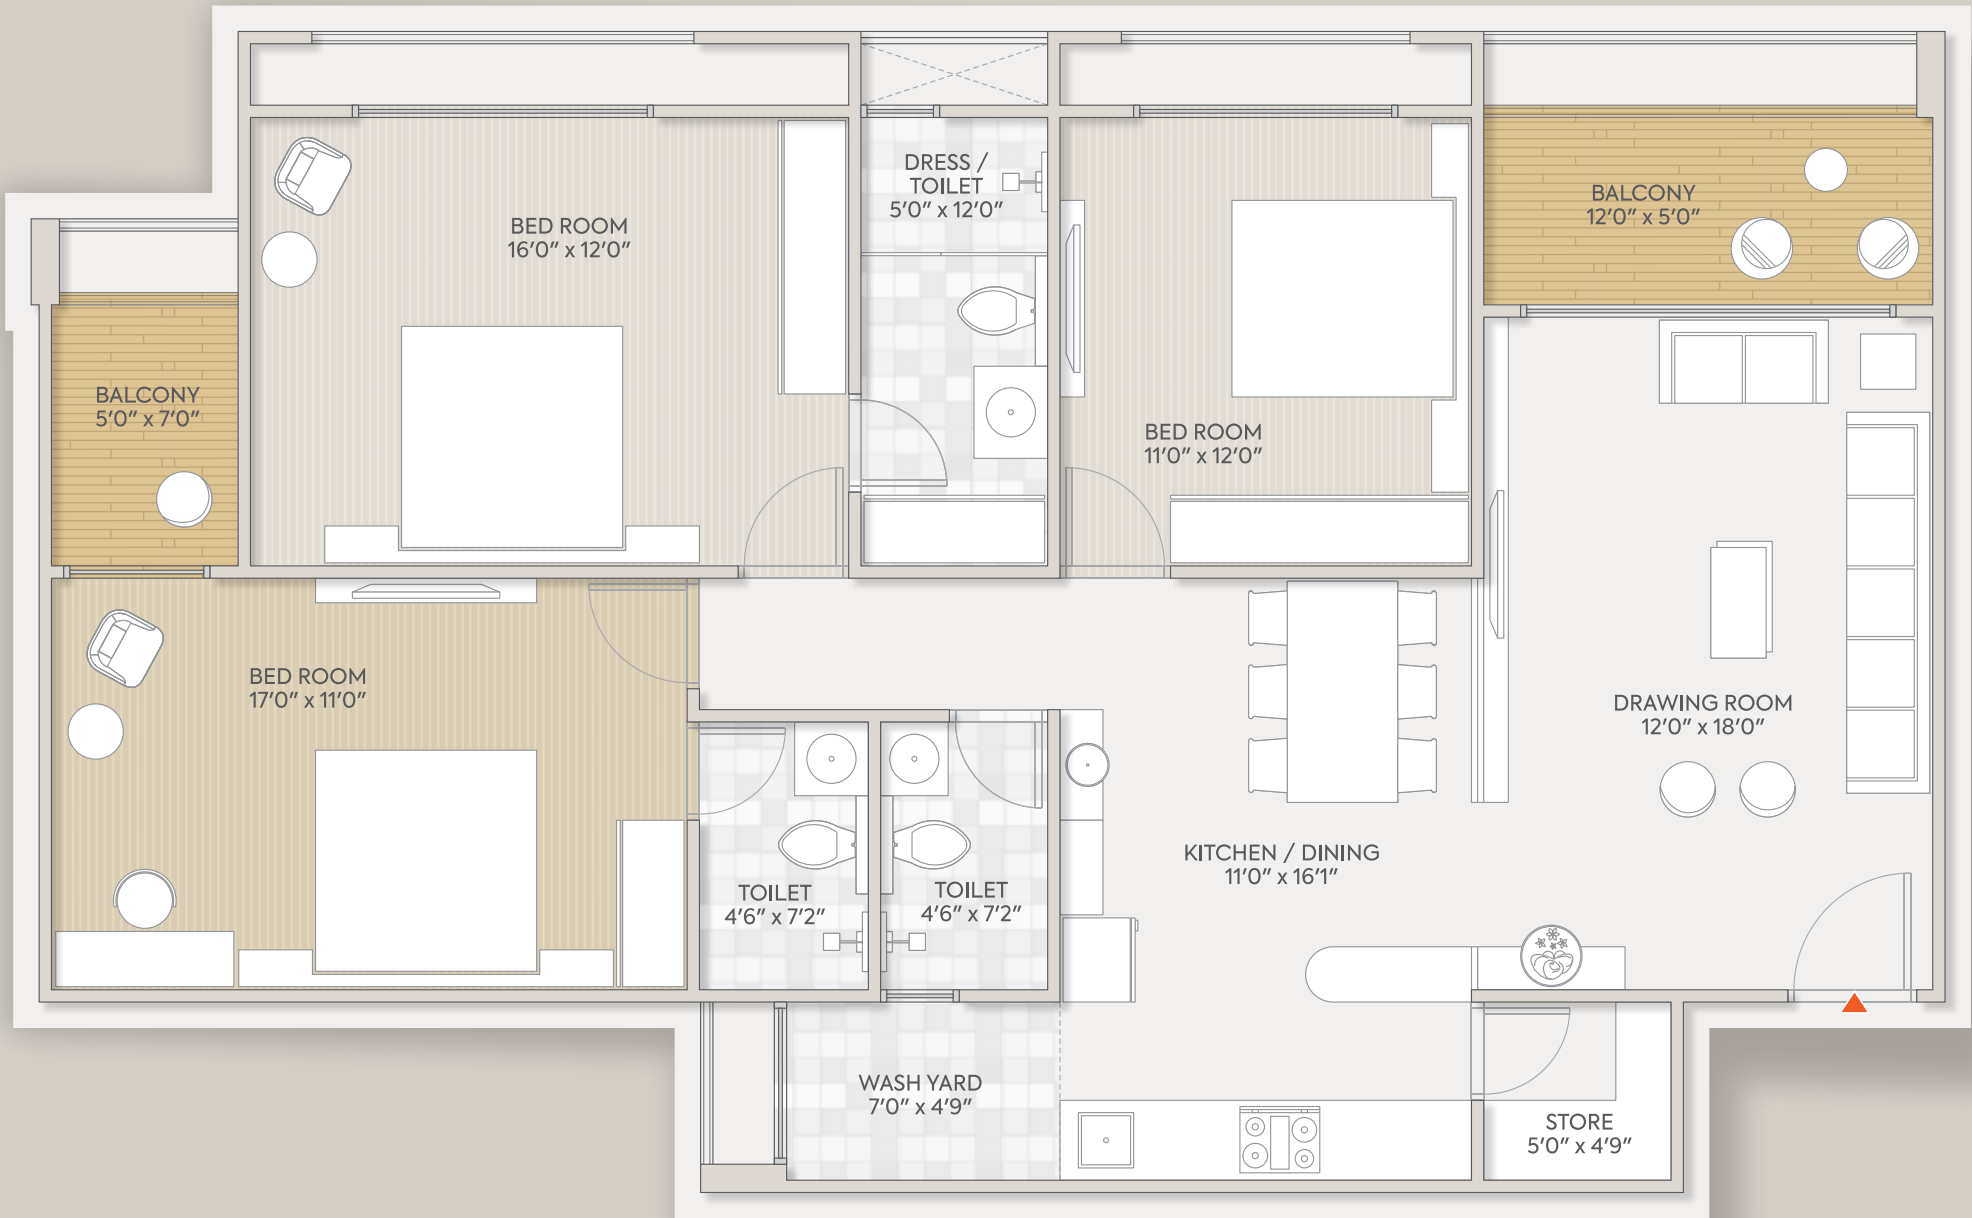 DRESS /
TOILET
5'0" x 12'0"
BED ROOM
16'0" x 12'0"
BALCONY
12'0" x 5'0"
BALCONY
5'0" x 7'0"
BED ROOM
11'0" x 12'0"
BED ROOM
17'0" x 11'0"
DRAWING ROOM
12'0" x 18'0"
KITCHEN / DINING
11'0" x 16'1"
TOILET
4'6" x 7'2"
TOILET
4'6" x 7'2"
WASH YARD
7'0" x 4'9"
STORE
5'0" x 4'9"